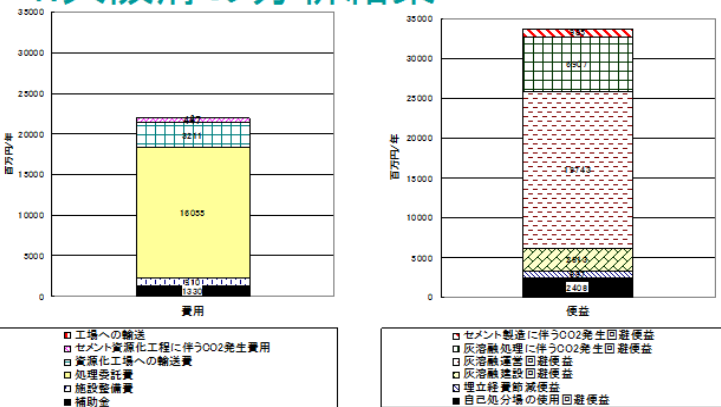 35000
30000
25000
20000
15000
10000
5000
0
百万円/年
3211
16055
910
1330
費用
工場への輸送
セメント資源化工程に伴うCO2発生費用
資源化工場への輸送費
処理委託費
施設整備費
補助金
35000
30000
25000
20000
15000
10000
5000
0
百万円/年
6907
19743
2408
便益
セメント製造に伴うCO2発生回避便益
灰溶融処理に伴うCO2発生回避便益
灰溶融運営回避便益
灰溶融建設回避便益
埋立経費節減便益
自己処分場の使用回避便益